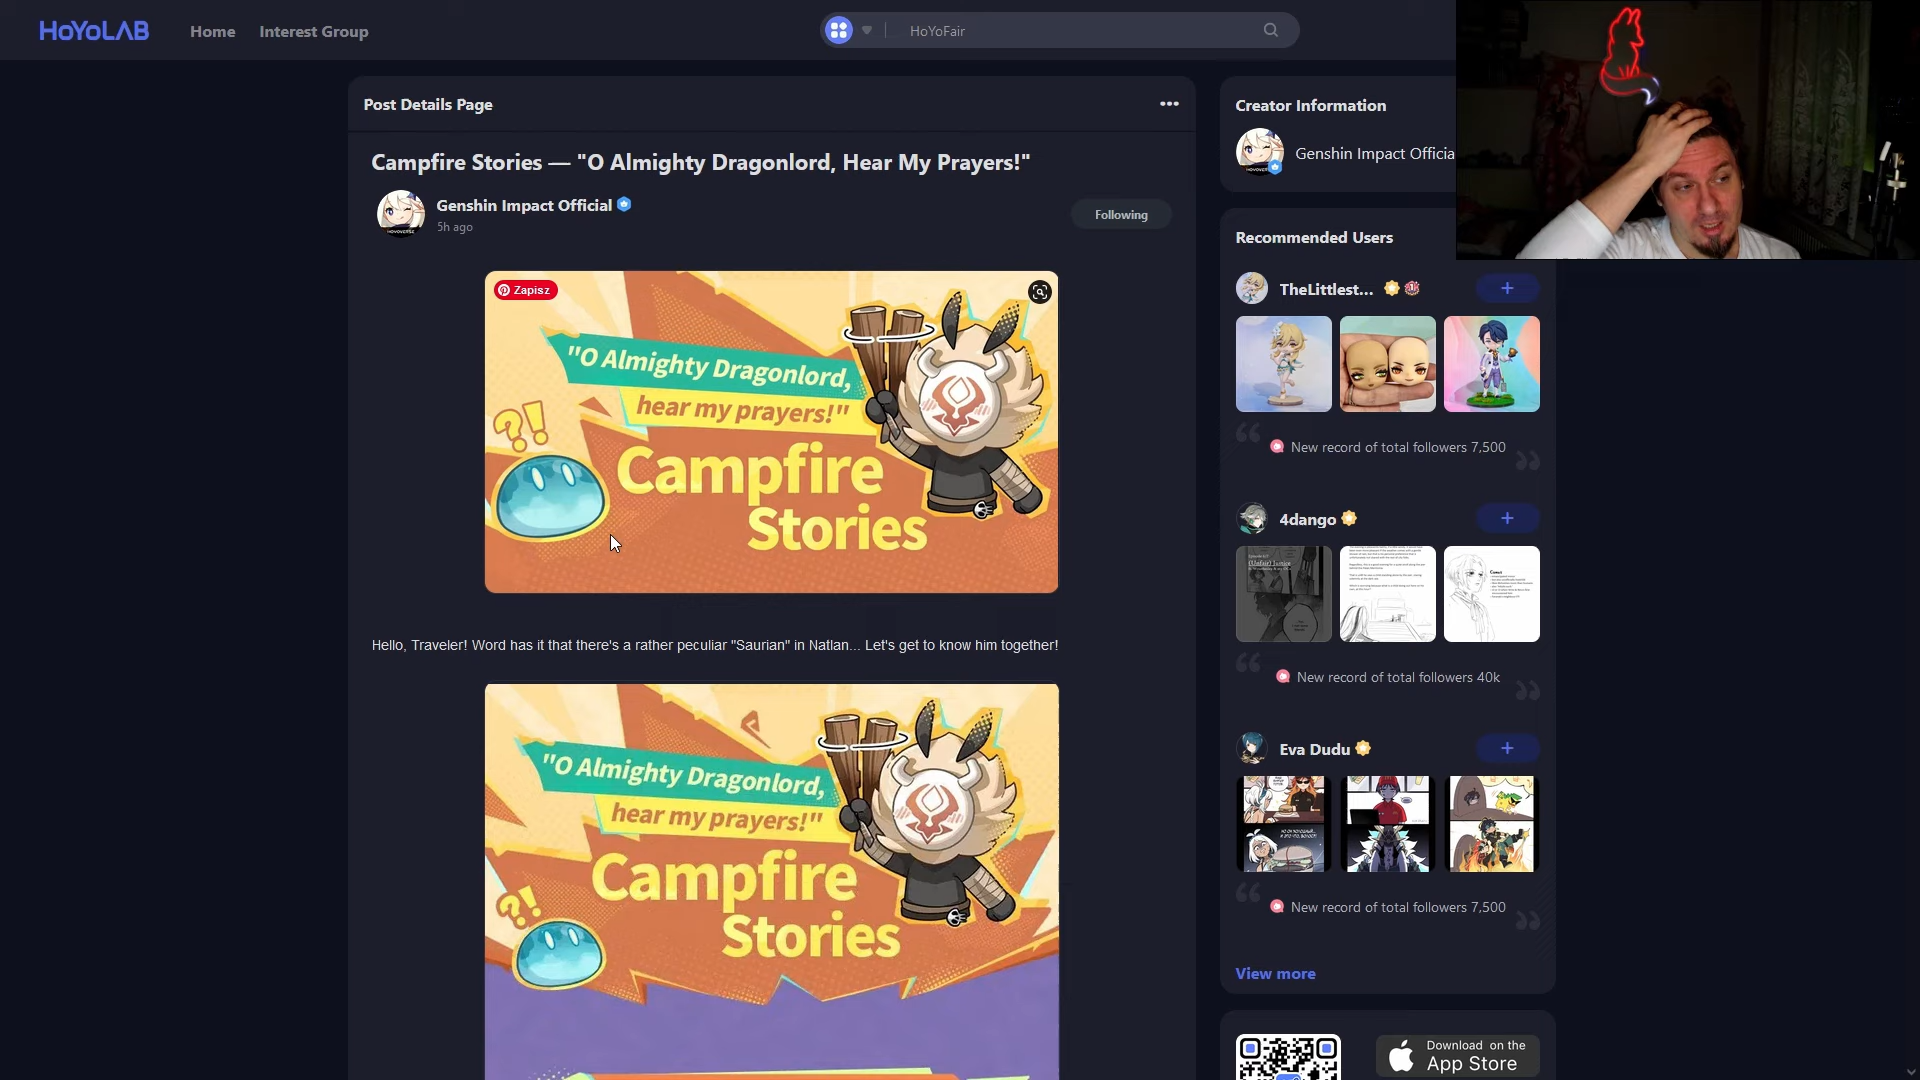 HoYoLAB
Home
Interest Group
HoYoFair
Post Details Page
Campfire Stories — "O Almighty Dragonlord, Hear My Prayers!"
Genshin Impact Official
5h ago
Following
Zapisz
"O Almighty Dragonlord,
hear my prayers!"
Campfire
Stories
?!
Hello, Traveler! Word has it that there's a rather peculiar "Saurian" in Natlan... Let's get to know him together!
"O Almighty Dragonlord,
hear my prayers!"
Campfire
Stories
?!
Creator Information
Genshin Impact Officia
Recommended Users
TheLittlest...
New record of total followers 7,500
4dango
New record of total followers 40k
Eva Dudu
New record of total followers 7,500
View more
Download on the
App Store